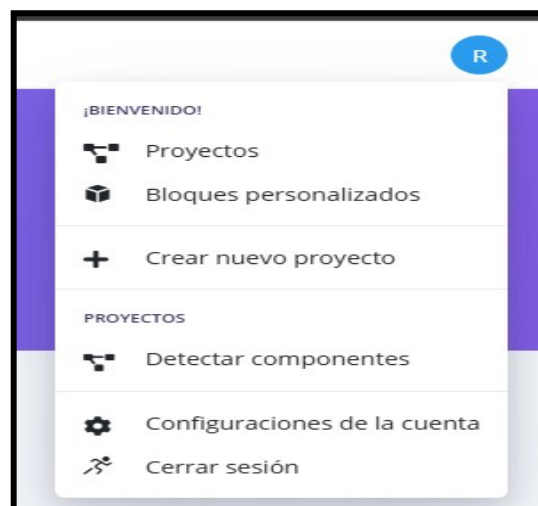 R
¡BIENVENIDO!
Proyectos
Bloques personalizados
Crear nuevo proyecto
PROYECTOS
Detectar componentes
Configuraciones de la cuenta
Cerrar sesión